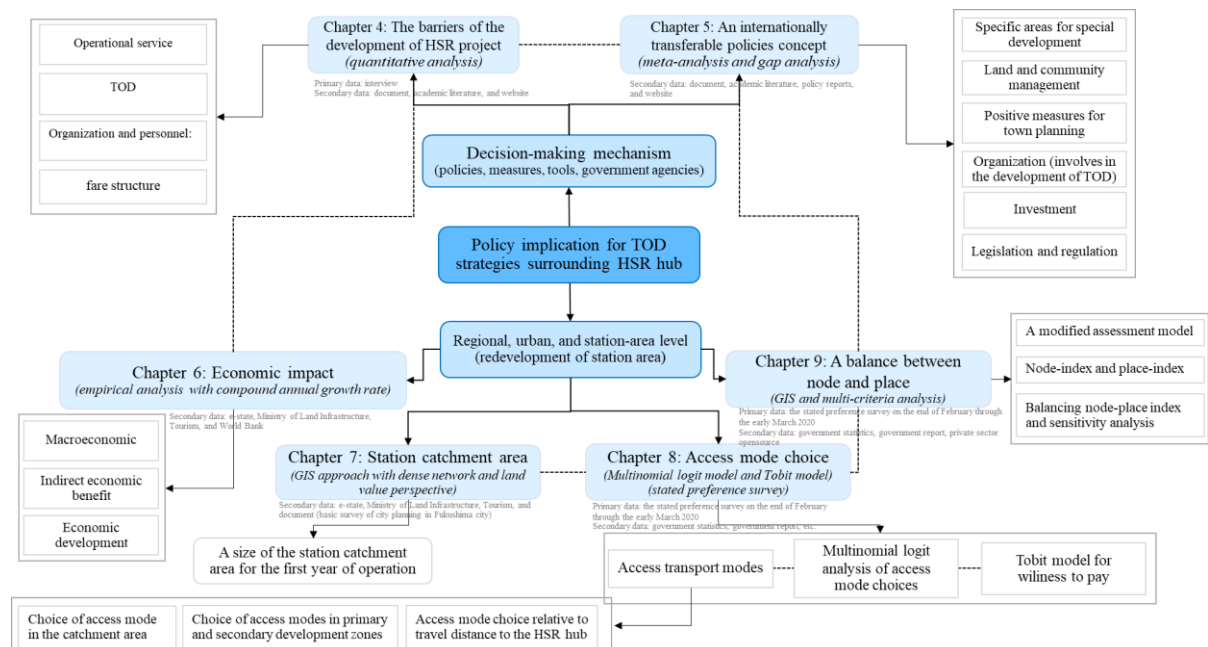 Operational service
TOD
Organization and personnel:
fare structure
Chapter 4: The barriers of the
development of HSR project
(quantitative analysis)
Primary data: interview
Secondary data: document, academic literature, and website
Chapter 5: An internationally
transferable policies concept
(meta-analysis and gap analysis)
Secondary data: document, academic literature, policy reports,
and website
Specific areas for special
development
Land and community
management
Positive measures for
town planning
Organization (involves in
the development of TOD)
Investment
Legislation and regulation
Decision-making mechanism
(policies, measures, tools, government agencies)
Policy implication for TOD
strategies surrounding HSR hub
Regional, urban, and station-area level
(redevelopment of station area)
Chapter 6: Economic impact
(empirical analysis with compound annual growth rate)
Secondary data: e-state, Ministry of Land Infrastructure,
Tourism, and World Bank
Macroeconomic
Indirect economic
benefit
Economic
development
Chapter 9: A balance between
node and place
(GIS and multi-criteria analysis)
Primary data: the stated preference survey on the end of February through
the early March 2020
Secondary data: government statistics, government report, private sector
opensource
A modified assessment model
Node-index and place-index
Balancing node-place index
and sensitivity analysis
Chapter 7: Station catchment area
(GIS approach with dense network and land
value perspective)
Secondary data: e-state, Ministry of Land Infrastructure, Tourism, and
document (basic survey of city planning in Fukushima city)
A size of the station catchment
area for the first year of operation
Chapter 8: Access mode choice
(Multinomial logit model and Tobit model)
(stated preference survey)
Primary data: the stated preference survey on the end of February
through the early March 2020
Secondary data: government statistics, government report, etc.
Access transport modes
Multinomial logit
analysis of access
mode choices
Tobit model for
wiliness to pay
Choice of access mode
in the catchment area
Choice of access modes in primary
and secondary development zones
Access mode choice relative to
travel distance to the HSR hub